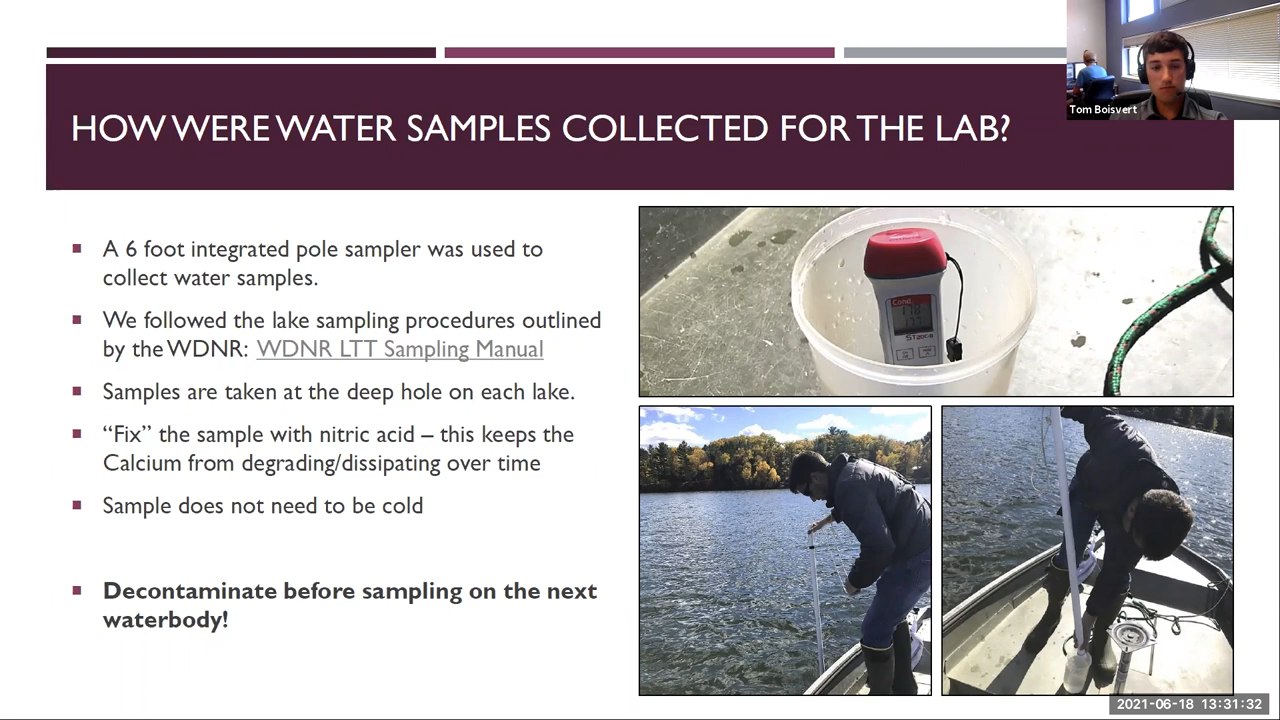 HOW WERE WATER SAMPLES COLLECTED FOR THE LAB?
Tom Boisvert
A 6 foot integrated pole sampler was used to
collect water samples.
We followed the lake sampling procedures outlined
by the WDNR: WDNR LTT Sampling Manual
Samples are taken at the deep hole on each lake.
“Fix” the sample with nitric acid – this keeps the
Calcium from degrading/dissipating over time
Sample does not need to be cold
Decontaminate before sampling on the next
waterbody!
Cond
2021-06-18 13:31:32